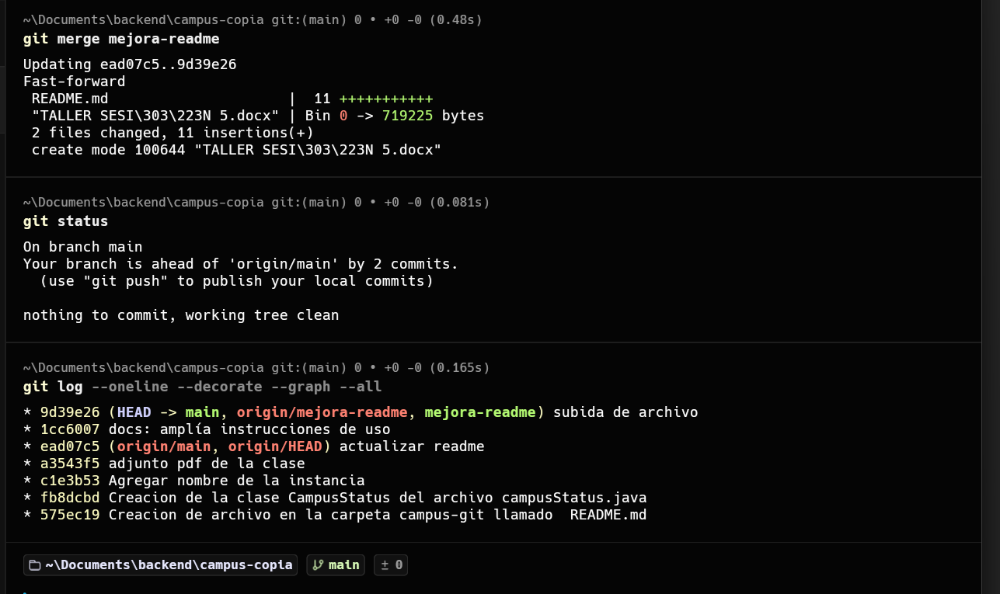 ~\Documents\backend\campus-copia git:(main) 0 • +0 -0 (0.48s)
git merge mejora-readme
Updating ead07c5..9d39e26
Fast-forward
 README.md                     |  11 +++++++++++
 "TALLER SESI\303\223N 5.docx" | Bin 0 -> 719225 bytes
 2 files changed, 11 insertions(+)
 create mode 100644 "TALLER SESI\303\223N 5.docx"
~\Documents\backend\campus-copia git:(main) 0 • +0 -0 (0.081s)
git status
On branch main
Your branch is ahead of 'origin/main' by 2 commits.
  (use "git push" to publish your local commits)
nothing to commit, working tree clean
~\Documents\backend\campus-copia git:(main) 0 • +0 -0 (0.165s)
git log --oneline --decorate --graph --all
* 9d39e26 (HEAD -> main, origin/mejora-readme, mejora-readme) subida de archivo
* 1cc6007 docs: amplía instrucciones de uso
* ead07c5 (origin/main, origin/HEAD) actualizar readme
* a3543f5 adjunto pdf de la clase
* c1e3b53 Agregar nombre de la instancia
* fb8dcbd Creacion de la clase CampusStatus del archivo campusStatus.java
* 575ec19 Creacion de archivo en la carpeta campus-git llamado  README.md
~\Documents\backend\campus-copia main ± 0